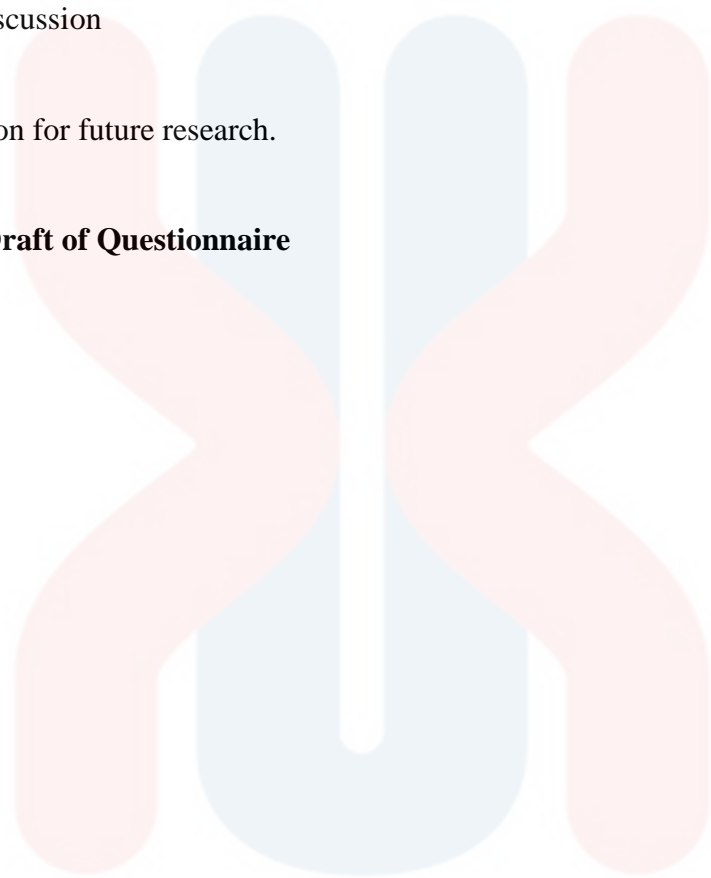 scussion
on for future research.
raft of Questionnaire